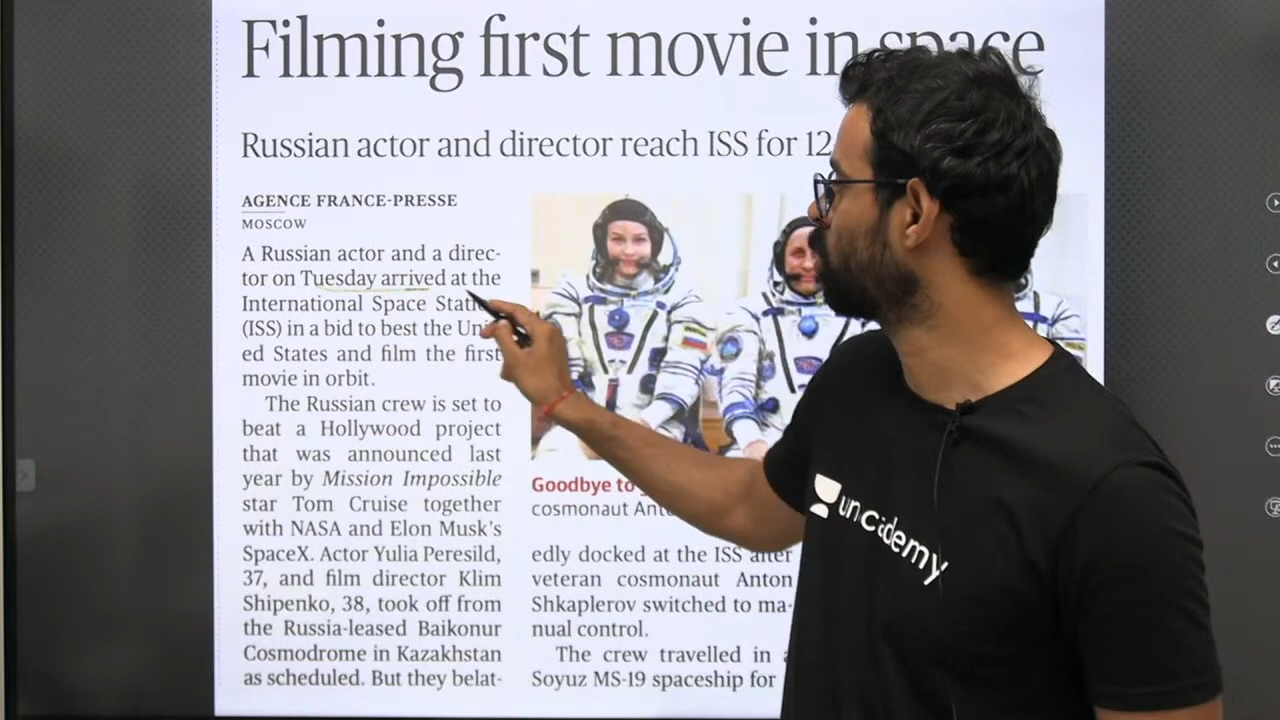 Filming first movie in space
Russian actor and director reach ISS for 12
AGENCE FRANCE-PRESSE
MOSCOW
A Russian actor and a direc-
tor on Tuesday arrived at the
International Space
(ISS) in a bid to best the
ed States and film the first
movie in orbit.
The Russian crew is set to
beat a Hollywood project
that was announced last
year by Mission Impossible
star Tom Cruise together
with NASA and Elon Musk's
SpaceX. Actor Yulia Peresild,
37, and film director Klim
Shipenko, 38, took off from
the Russia-leased Baikonur
Cosmodrome in Kazakhstan
as scheduled. But they belat-
Goodbye to
cosmonaut
edly docked at the ISS after
veteran cosmonaut Anton
Shkaplerov switched to ma-
nual control.
The crew travelled in
Soyuz MS-19 spaceship for
unacademy